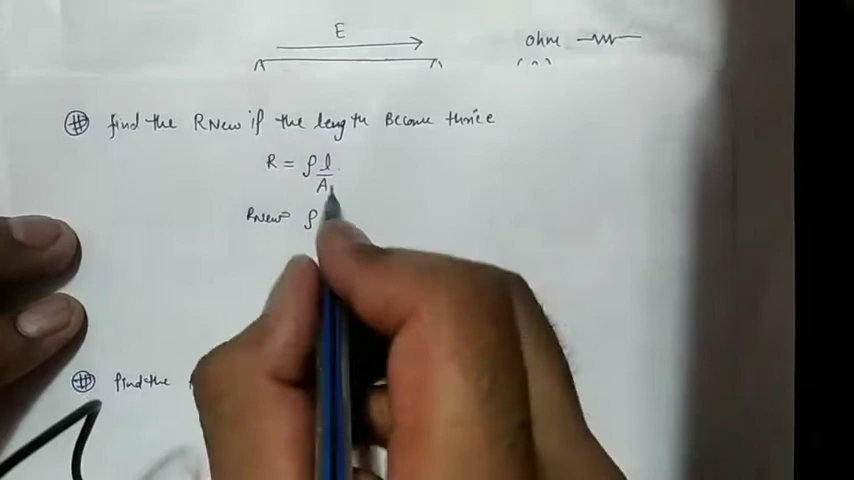 E
ohm
find the RNew if the length Become thrice
R = ρ l/A
RNew = ρ
find the